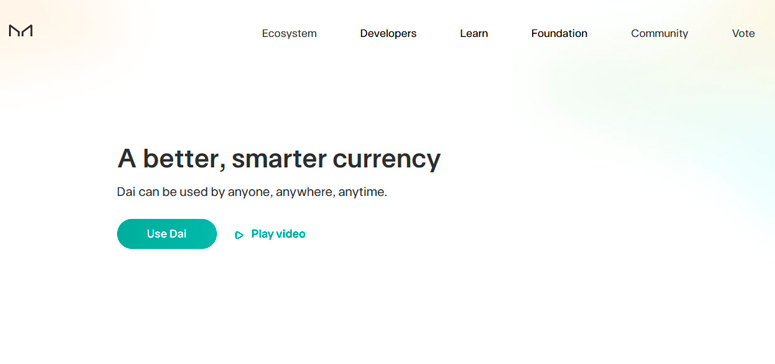 Ecosystem Developers Learn Foundation Community Vote
A better, smarter currency
Dai can be used by anyone, anywhere, anytime.
Use Dai Play video